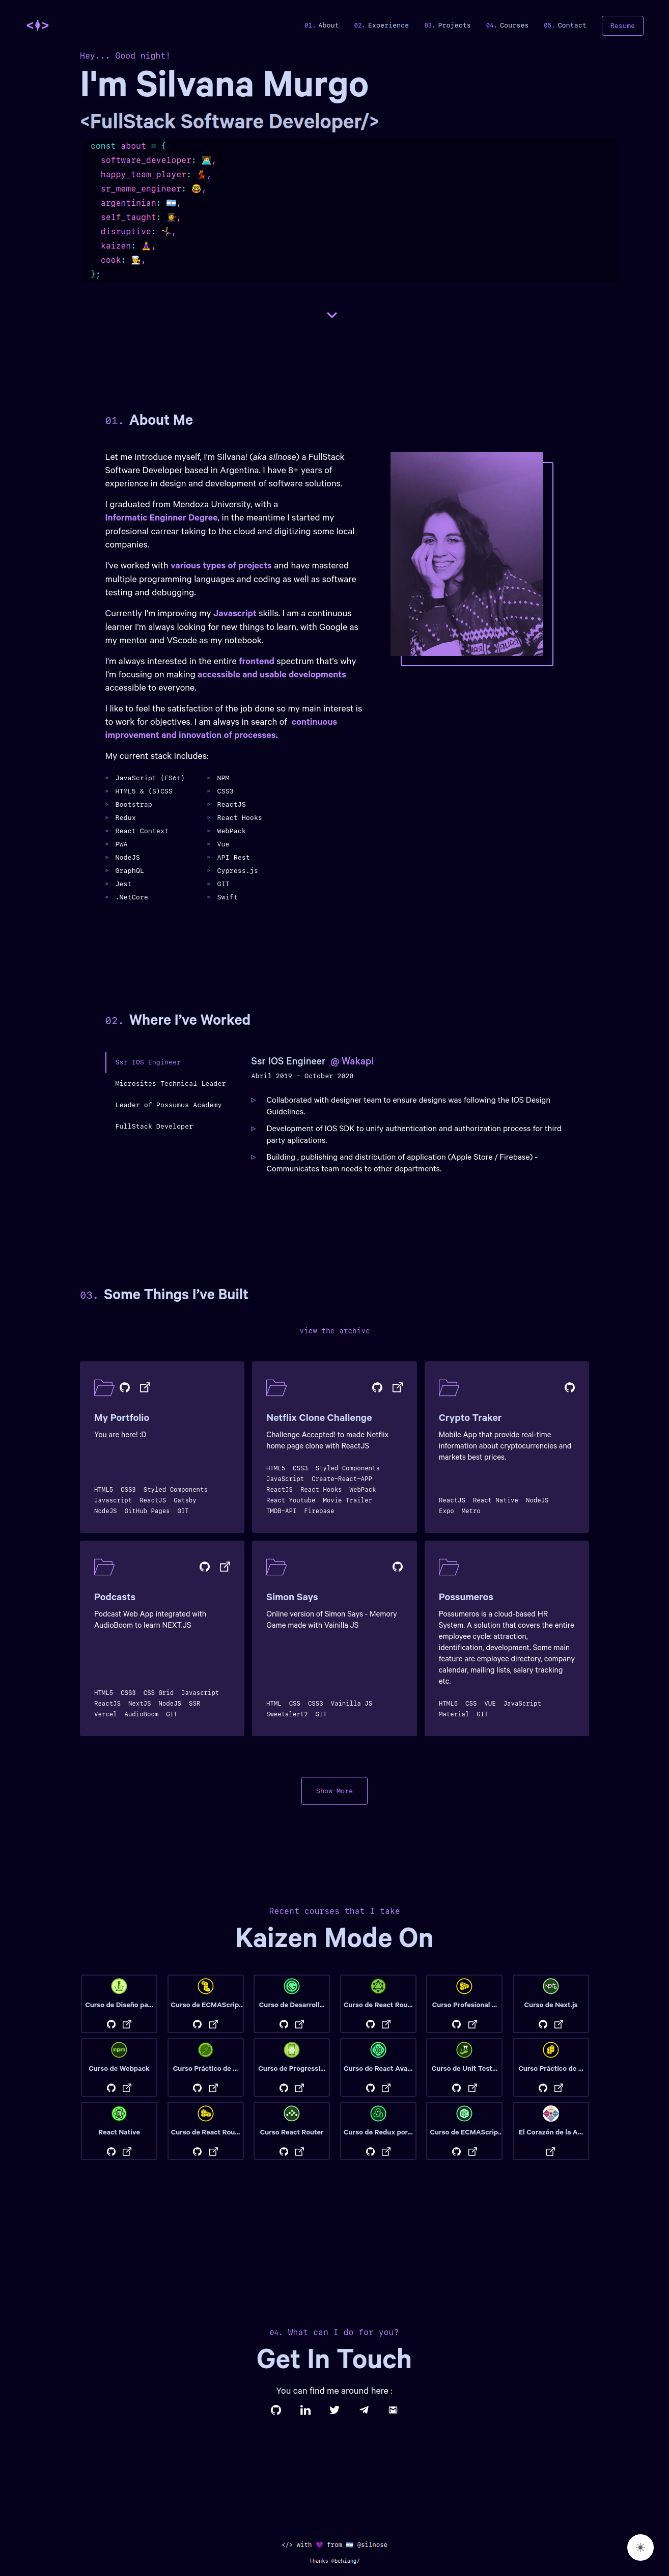 01. About 02. Experience 03. Projects 04. Courses 05. Contact Resume
Hey... Good night!
I'm Silvana Murgo
<FullStack Software Developer/>
const about = {
software_developer: 👩‍💻,
happy_team_player: 💃,
sr_meme_engineer: 🤓,
argentinian: 🇦🇷,
self_taught: 👩‍🎓,
disruptive: 🤸‍♀️,
kaizen: 🧘‍♀️,
cook: 👩‍🍳,
};
01. About Me
Let me introduce myself, I'm Silvana! (aka silnose) a FullStack
Software Developer based in Argentina. I have 8+ years of
experience in design and development of software solutions.
I graduated from Mendoza University, with a
Informatic Enginner Degree, in the meantime I started my
profesional carrear taking to the cloud and digitizing some local
companies.
I've worked with various types of projects and have mastered
multiple programming languages and coding as well as software
testing and debugging.
Currently I'm improving my Javascript skills. I am a continuous
learner I'm always looking for new things to learn, with Google as
my mentor and VScode as my notebook.
I'm always interested in the entire frontend spectrum that's why
I'm focusing on making accessible and usable developments
accessible to everyone.
I like to feel the satisfaction of the job done so my main interest is
to work for objectives. I am always in search of continuous
improvement and innovation of processes.
My current stack includes:
JavaScript (ES6+) NPM
HTML5 & (S)CSS CSS3
Bootstrap ReactJS
Redux React Hooks
React Context WebPack
PWA Vue
NodeJS API Rest
GraphQL Cypress.js
Jest GIT
.NetCore Swift
02. Where I've Worked
Ssr IOS Engineer
Microsites Technical Leader
Leader of Possumus Academy
FullStack Developer
Ssr IOS Engineer @ Wakapi
Abril 2019 - October 2020
Collaborated with designer team to ensure designs was following the IOS Design
Guidelines.
Development of IOS SDK to unify authentication and authorization process for third
party aplications.
Building , publishing and distribution of application (Apple Store / Firebase) -
Communicates team needs to other departments.
03. Some Things I've Built
view the archive
My Portfolio
You are here! :D
HTML5 CSS3 Styled Components
Javascript ReactJS Gatsby
NodeJS GitHub Pages GIT
Netflix Clone Challenge
Challenge Accepted! to made Netflix
home page clone with ReactJS
HTML5 CSS3 Styled Components
JavaScript Create-React-APP
ReactJS React Hooks WebPack
React Youtube Movie Trailer
TMDB-API Firebase
Crypto Traker
Mobile App that provide real-time
information about cryptocurrencies and
markets best prices.
ReactJS React Native NodeJS
Expo Metro
Podcasts
Podcast Web App integrated with
AudioBoom to learn NEXT.JS
HTML5 CSS3 CSS Grid Javascript
ReactJS NextJS NodeJS SSR
Vercel AudioBoom GIT
Simon Says
Online version of Simon Says - Memory
Game made with Vainilla JS
HTML CSS CSS3 Vainilla JS
Sweetalert2 GIT
Possumeros
Possumeros is a cloud-based HR
System. A solution that covers the entire
employee cycle: attraction,
identification, development. Some main
feature are employee directory, company
calendar, mailing lists, salary tracking
etc.
HTML5 CSS VUE JavaScript
Material GIT
Show More
Recent courses that I take
Kaizen Mode On
Curso de Diseño pa... Curso de ECMAScrip... Curso de Desarroll... Curso de React Rou... Curso Profesional ... Curso de Next.js
Curso de Webpack Curso Práctico de ... Curso de Progressi... Curso de React Ava... Curso de Unit Test... Curso Práctico de ...
React Native Curso de React Rou... Curso React Router Curso de Redux por... Curso de ECMAScrip... El Corazón de la A...
04. What can I do for you?
Get In Touch
You can find me around here :
</> with 💜 from 🇦🇷 @silnose
Thanks @bchiang7